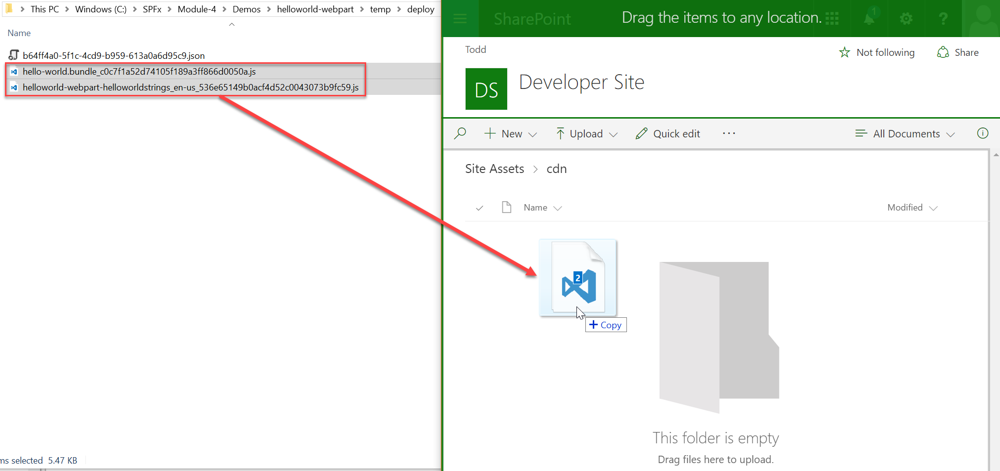 This PC > Windows (C:) > SPFx > Module-4 > Demos > helloworld-webpart > temp > deploy
Name
b64ff4a0-5f1c-4cd9-b959-613a0a6d95c9.json
hello-world.bundle_c0c7f1a52d74105f189a3ff866d0050a.js
helloworld-webpart-helloworldstrings_en-us_536e65149b0acf4d52c0043073b9fc59.js
ms selected 5.47 KB
SharePoint
Drag the items to any location.
1
?
Todd
Not following
Share
DS
Developer Site
New
Upload
Quick edit
...
All Documents
Site Assets > cdn
Name
Modified
2
+ Copy
This folder is empty
Drag files here to upload.